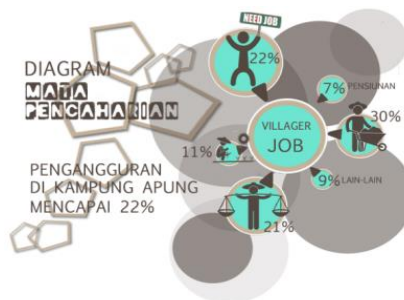 NEED JOB
22%
DIAGRAM
MATA
PENCAHARIAN
7% PENSIUNAN
30%
VILLAGER
JOB
11%
PENGANGGURAN
DI KAMPUNG APUNG
MENCAPAI 22%
9% LAIN-LAIN
21%